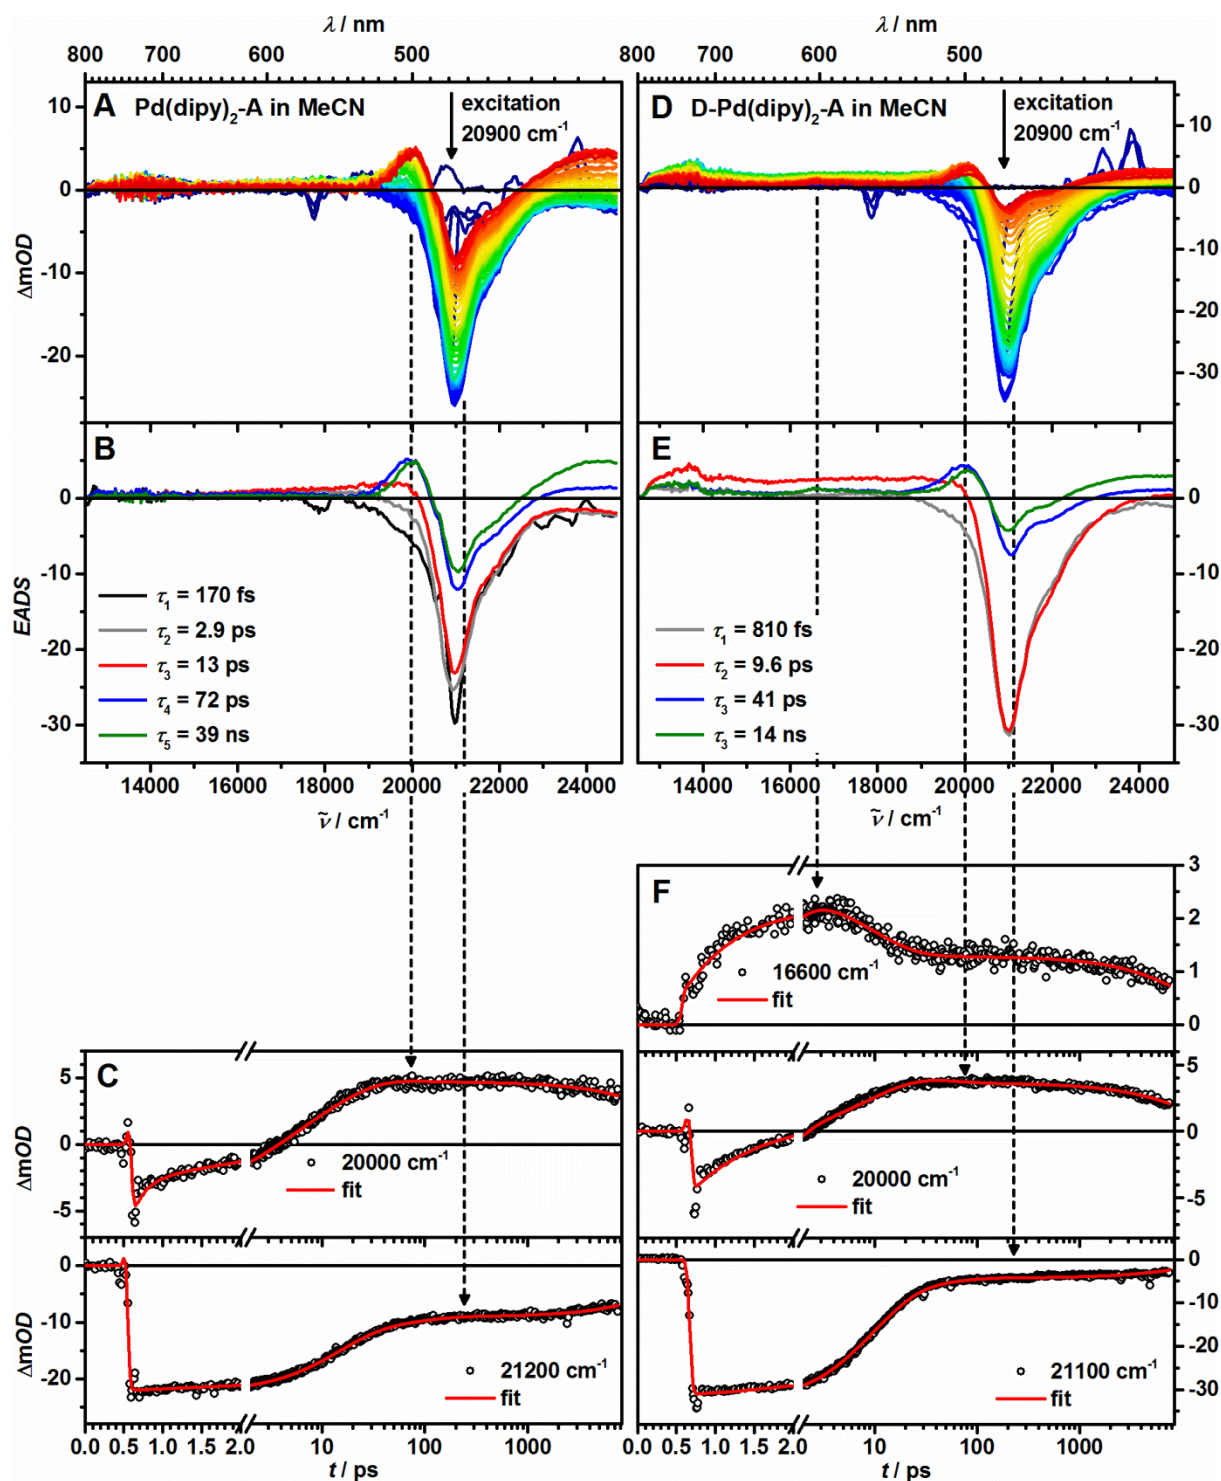 λ / nm
800 700 600 500
A Pd(dipy)₂-A in MeCN
excitation
20900 cm⁻¹
10
0
-10
-20
ΔmOD
B
0
-10
-20
-30
EADS
τ₁ = 170 fs
τ₂ = 2.9 ps
τ₃ = 13 ps
τ₄ = 72 ps
τ₅ = 39 ns
14000 16000 18000 20000 22000 24000
ν̃ / cm⁻¹
C
5
0
-5
ΔmOD
20000 cm⁻¹
fit
0
-10
-20
ΔmOD
21200 cm⁻¹
fit
0.0 0.5 1.0 1.5 2.0 10 100 1000
t / ps
λ / nm
800 700 600 500
D D-Pd(dipy)₂-A in MeCN
excitation
20900 cm⁻¹
10
0
-10
-20
-30
E
0
-10
-20
-30
τ₁ = 810 fs
τ₂ = 9.6 ps
τ₃ = 41 ps
τ₃ = 14 ns
14000 16000 18000 20000 22000 24000
ν̃ / cm⁻¹
F
3
2
1
0
16600 cm⁻¹
fit
5
0
-5
20000 cm⁻¹
fit
0
-10
-20
-30
21100 cm⁻¹
fit
0.0 0.5 1.0 1.5 2.0 10 100 1000
t / ps